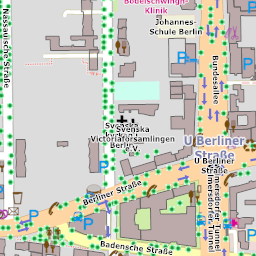 Bodelschwingh-
Klinik
Johannes-
Schule Berlin
Nassauische Straße
Bundesallee
Svenska
Svenska
Victoriaförsamlingen
Berlin
e.V.
U Berliner
Straße
U Berliner
Straße
Berliner Straße
Badensche Straße
P
P
P
P
P